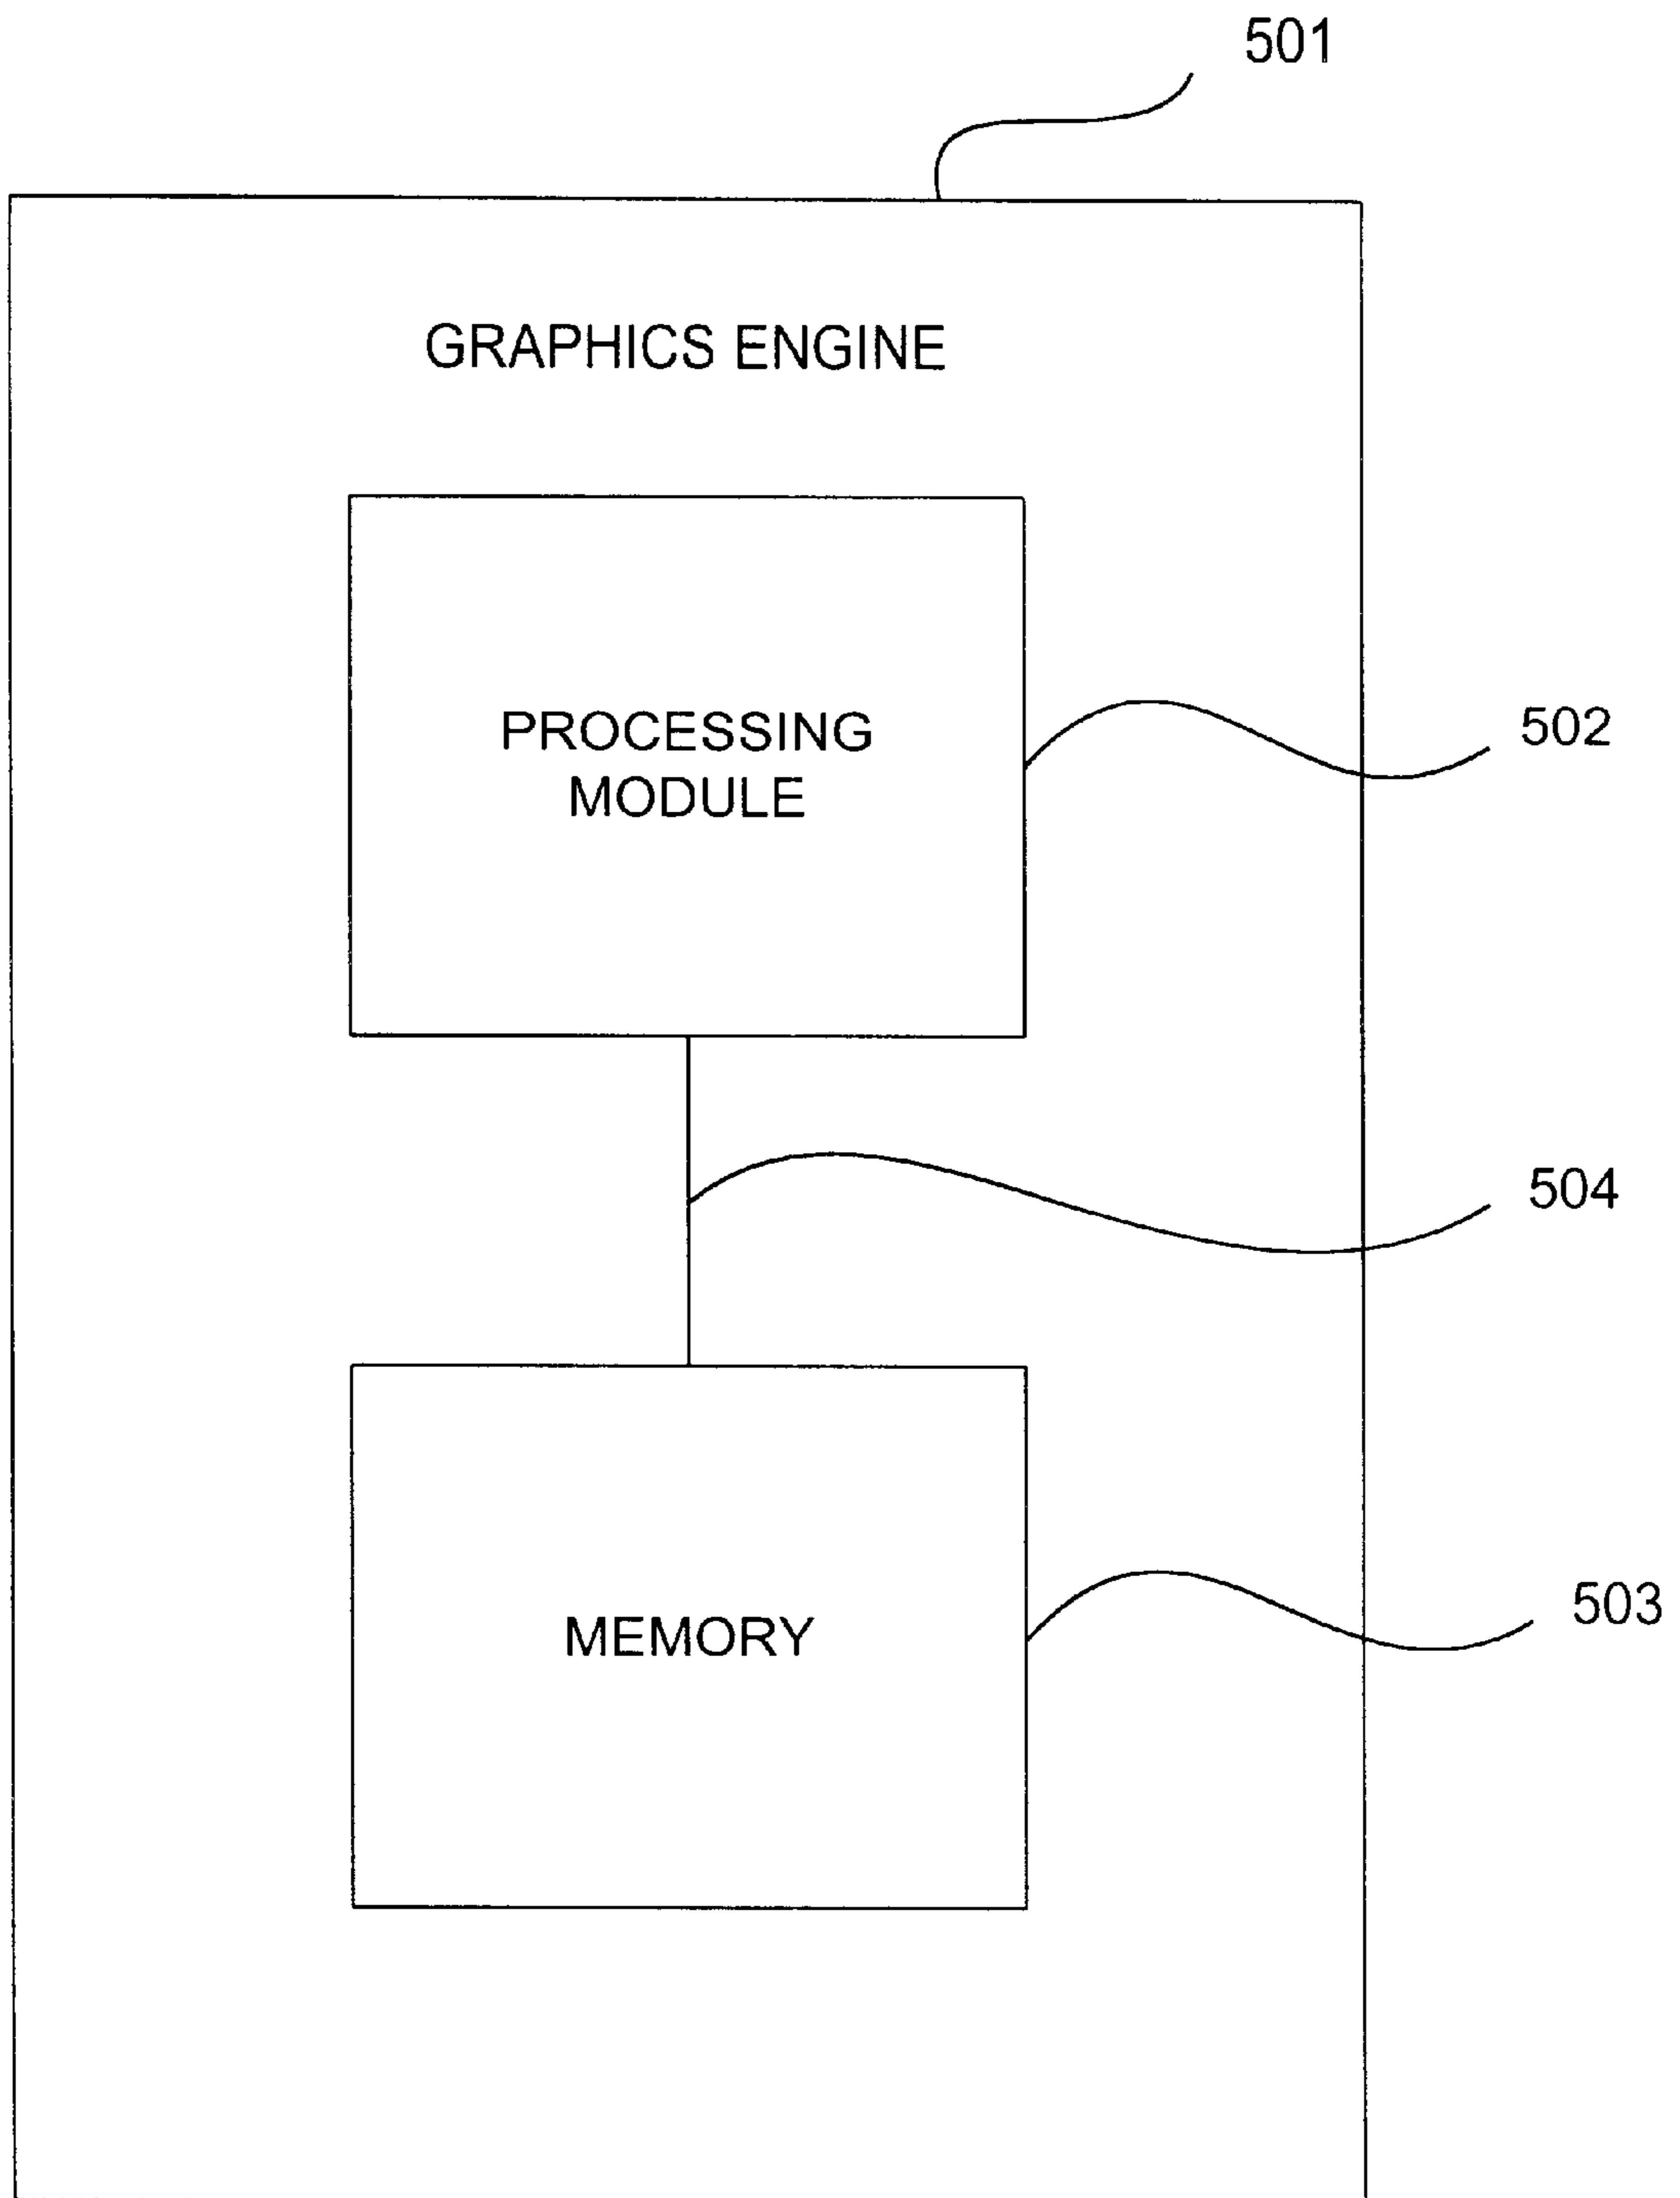 501
GRAPHICS ENGINE
PROCESSING
MODULE
502
504
MEMORY
503